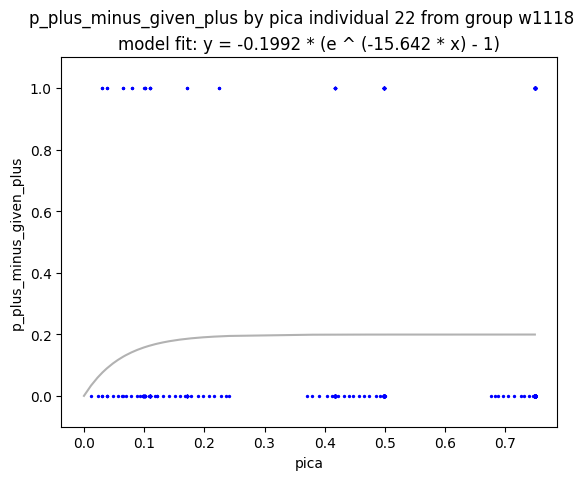 p_plus_minus_given_plus by pica individual 22 from group w1118
model fit: y = -0.1992 * (e ^ (-15.642 * x) - 1)
1.0
0.8
0.6
0.4
0.2
0.0
p_plus_minus_given_plus
0.0 0.1 0.2 0.3 0.4 0.5 0.6 0.7
pica